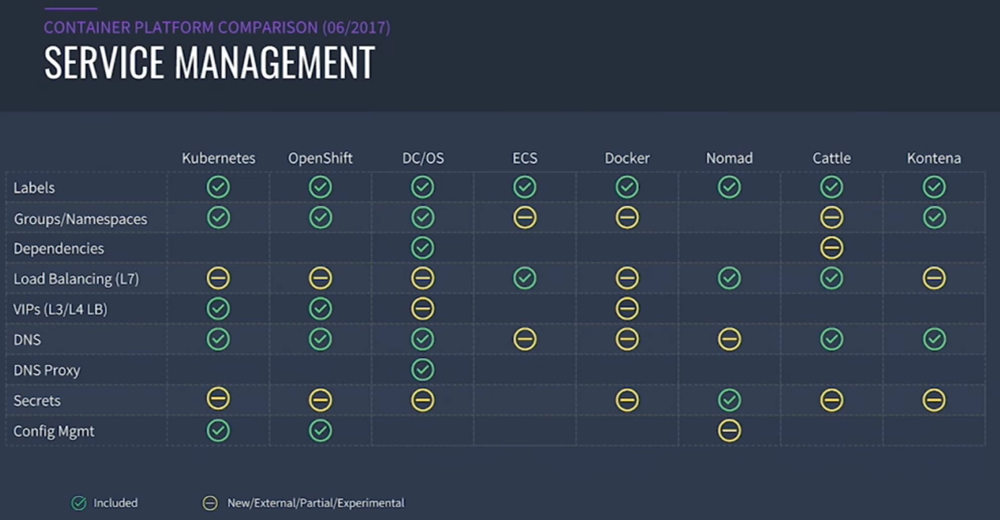 CONTAINER PLATFORM COMPARISON (06/2017)
SERVICE MANAGEMENT
Kubernetes OpenShift DC/OS ECS Docker Nomad Cattle Kontena
Labels
Groups/Namespaces
Dependencies
Load Balancing (L7)
VIPs (L3/L4 LB)
DNS
DNS Proxy
Secrets
Config Mgmt
Included New/External/Partial/Experimental